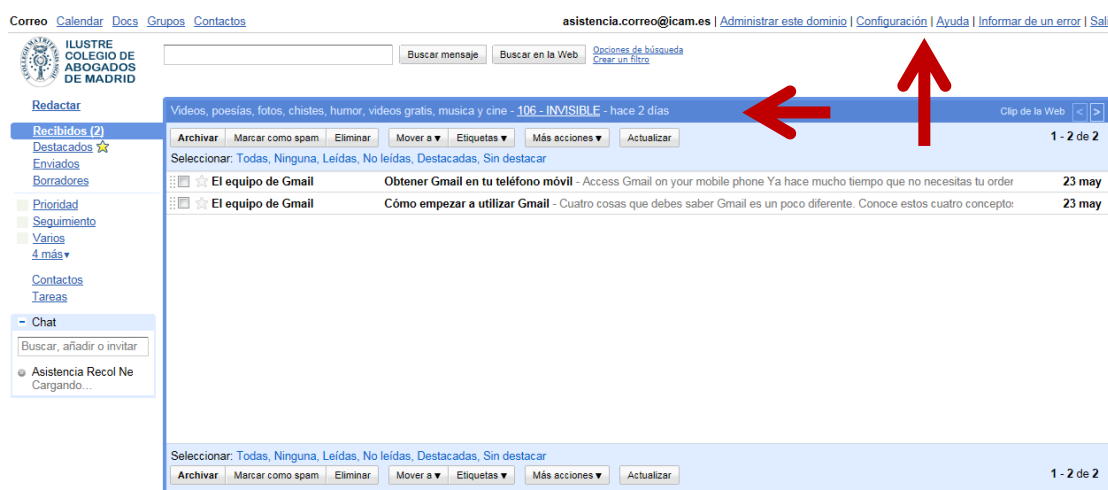 Correo Calendar Docs Grupos Contactos
asistencia.correo@icam.es | Administrar este dominio | Configuración | Ayuda | Informar de un error | Sali
ILUSTRE
COLEGIO DE
ABOGADOS
DE MADRID
Buscar mensaje Buscar en la Web Opciones de búsqueda
Crear un filtro
Redactar
Recibidos (2)
Destacados
Enviados
Borradores
Prioridad
Seguimiento
Varios
4 más▾
Contactos
Tareas
− Chat
Buscar, añadir o invitar
Asistencia Recol Ne
Cargando...
Videos, poesías, fotos, chistes, humor, videos gratis, musica y cine - 106 - INVISIBLE - hace 2 días Clip de la Web < >
Archivar Marcar como spam Eliminar Mover a ▾ Etiquetas ▾ Más acciones ▾ Actualizar 1 - 2 de 2
Seleccionar: Todas, Ninguna, Leídas, No leídas, Destacadas, Sin destacar
El equipo de Gmail Obtener Gmail en tu teléfono móvil - Access Gmail on your mobile phone Ya hace mucho tiempo que no necesitas tu order 23 may
El equipo de Gmail Cómo empezar a utilizar Gmail - Cuatro cosas que debes saber Gmail es un poco diferente. Conoce estos cuatro conceptos 23 may
Seleccionar: Todas, Ninguna, Leídas, No leídas, Destacadas, Sin destacar
Archivar Marcar como spam Eliminar Mover a ▾ Etiquetas ▾ Más acciones ▾ Actualizar 1 - 2 de 2